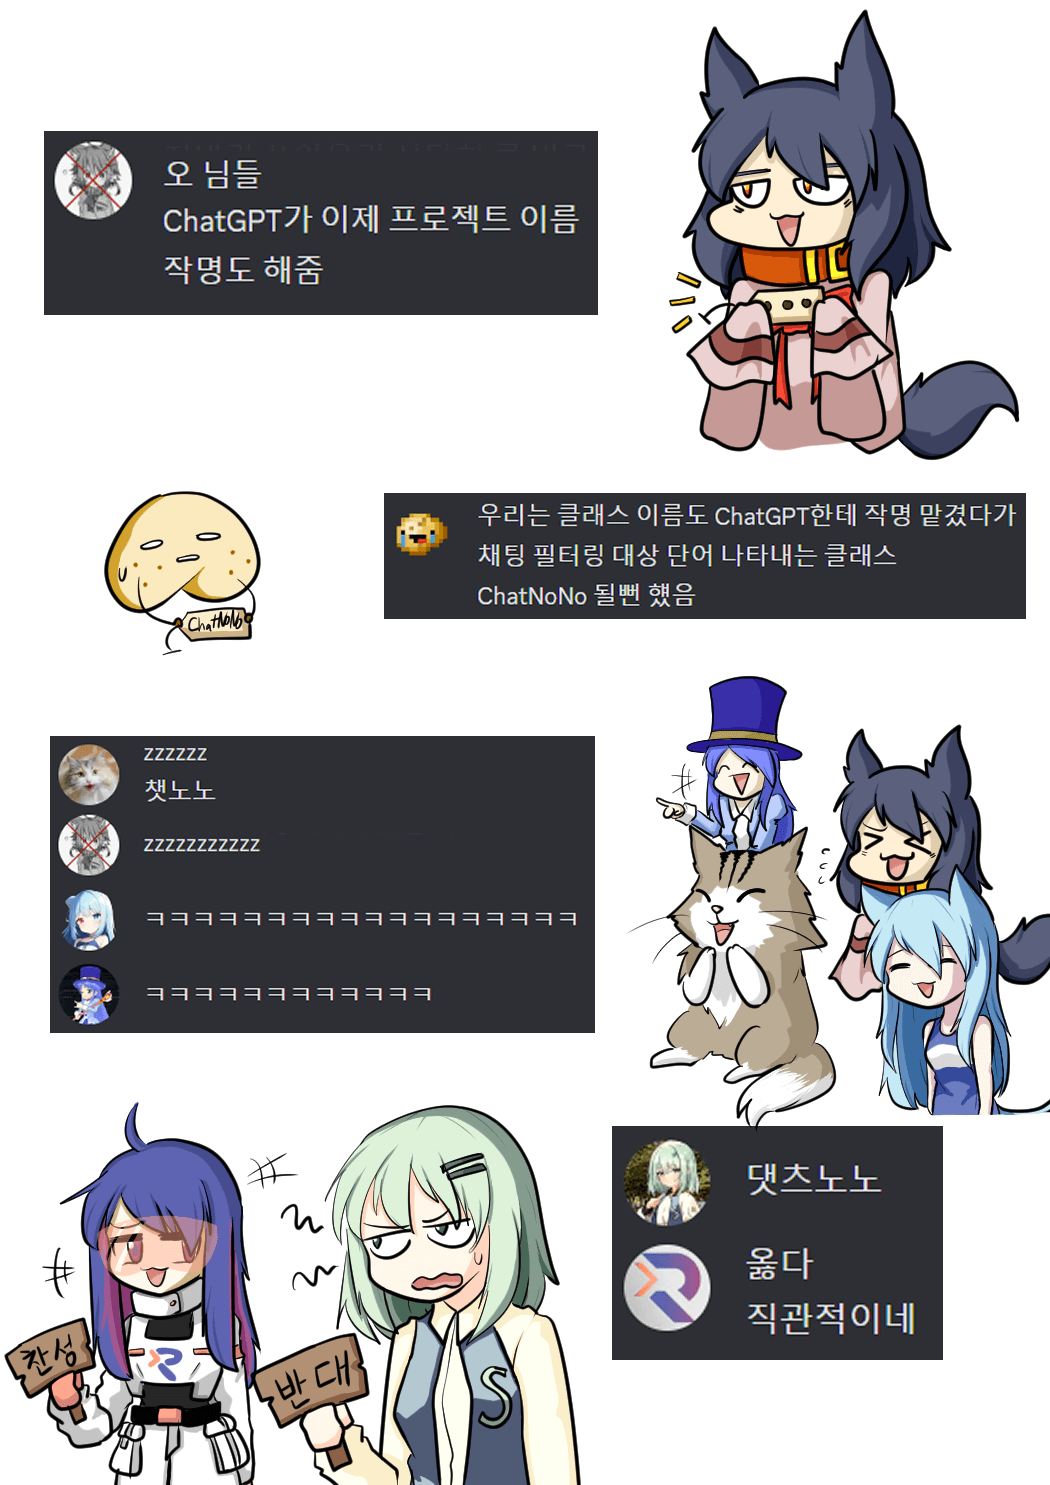 오 님들
ChatGPT가 이제 프로젝트 이름
작명도 해줌
우리는 클래스 이름도 ChatGPT한테 작명 맡겼다가
채팅 필터링 대상 단어 나타내는 클래스
ChatNoNo 될뻔 했음
ChatNoNo
zzzzzz
챗노노
zzzzzzzzzzz
ㅋㅋㅋㅋㅋㅋㅋㅋㅋㅋㅋㅋㅋㅋㅋㅋㅋㅋ
ㅋㅋㅋㅋㅋㅋㅋㅋㅋㅋㅋㅋ
댓츠노노
옳다
직관적이네
찬성
반대
R
S